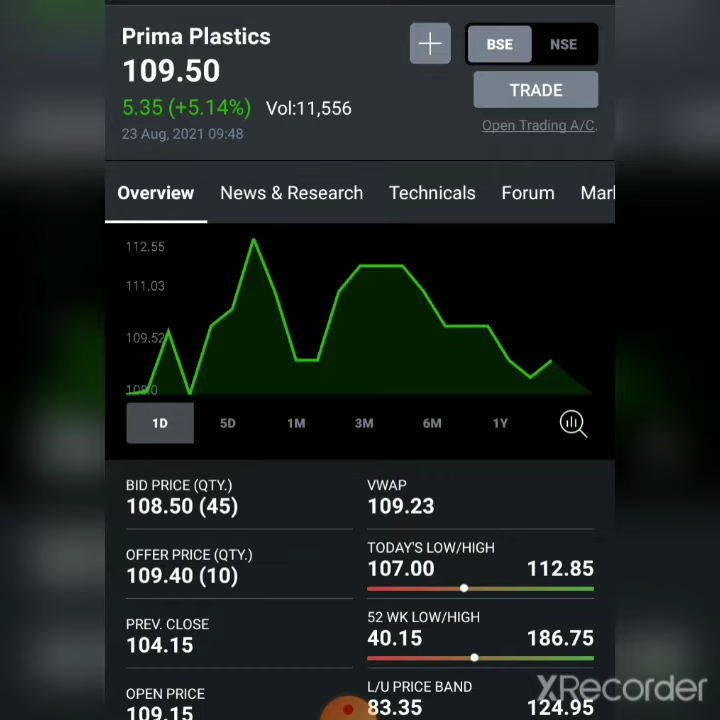 Prima Plastics
BSE NSE
109.50
TRADE
5.35 (+5.14%) Vol:11,556
Open Trading A/C.
23 Aug, 2021 09:48
Overview News & Research Technicals Forum Mar
112.55
111.03
109.52
108.0
1D 5D 1M 3M 6M 1Y
BID PRICE (QTY.)
108.50 (45)
VWAP
109.23
OFFER PRICE (QTY.)
109.40 (10)
TODAY'S LOW/HIGH
107.00 112.85
PREV. CLOSE
104.15
52 WK LOW/HIGH
40.15 186.75
OPEN PRICE
109.15
L/U PRICE BAND
83.35 124.95
XRecorder